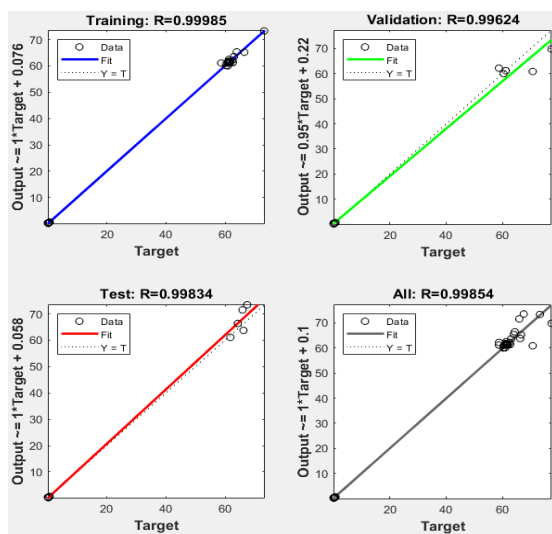 Training: R=0.99985
Output ~= 1*Target + 0.076
70
60
50
40
30
20
10
Data
Fit
Y = T
20
40
60
Target
Validation: R=0.99624
Output ~= 0.95*Target + 0.22
70
60
50
40
30
20
10
Data
Fit
Y = T
20
40
60
Target
Test: R=0.99834
Output ~= 1*Target + 0.058
70
60
50
40
30
20
10
Data
Fit
Y = T
20
40
60
Target
All: R=0.99854
Output ~= 1*Target + 0.1
70
60
50
40
30
20
10
Data
Fit
Y = T
20
40
60
Target